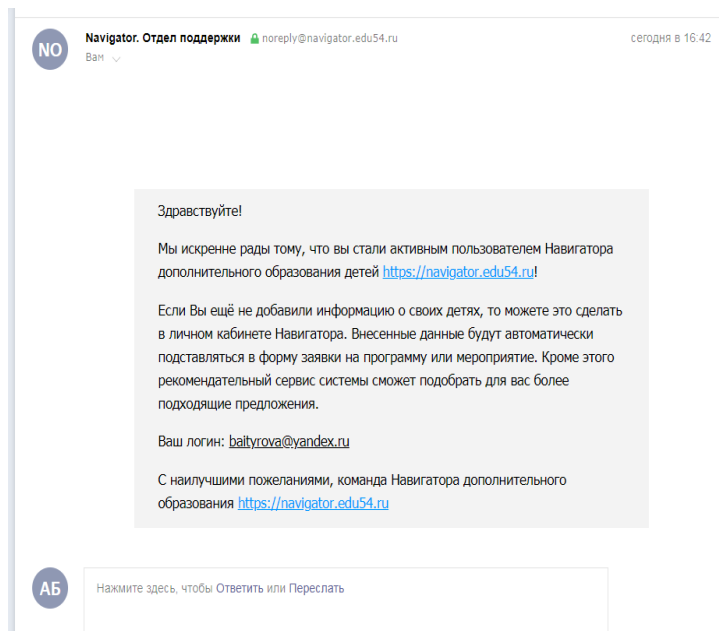 NO
Navigator. Отдел поддержки noreply@navigator.edu54.ru
сегодня в 16:42
Вам
Здравствуйте!
Мы искренне рады тому, что вы стали активным пользователем Навигатора
дополнительного образования детей https://navigator.edu54.ru!
Если Вы ещё не добавили информацию о своих детях, то можете это сделать
в личном кабинете Навигатора. Внесенные данные будут автоматически
подставляться в форму заявки на программу или мероприятие. Кроме этого
рекомендательный сервис системы сможет подобрать для вас более
подходящие предложения.
Ваш логин: baityrova@yandex.ru
С наилучшими пожеланиями, команда Навигатора дополнительного
образования https://navigator.edu54.ru
АБ
Нажмите здесь, чтобы Ответить или Переслать